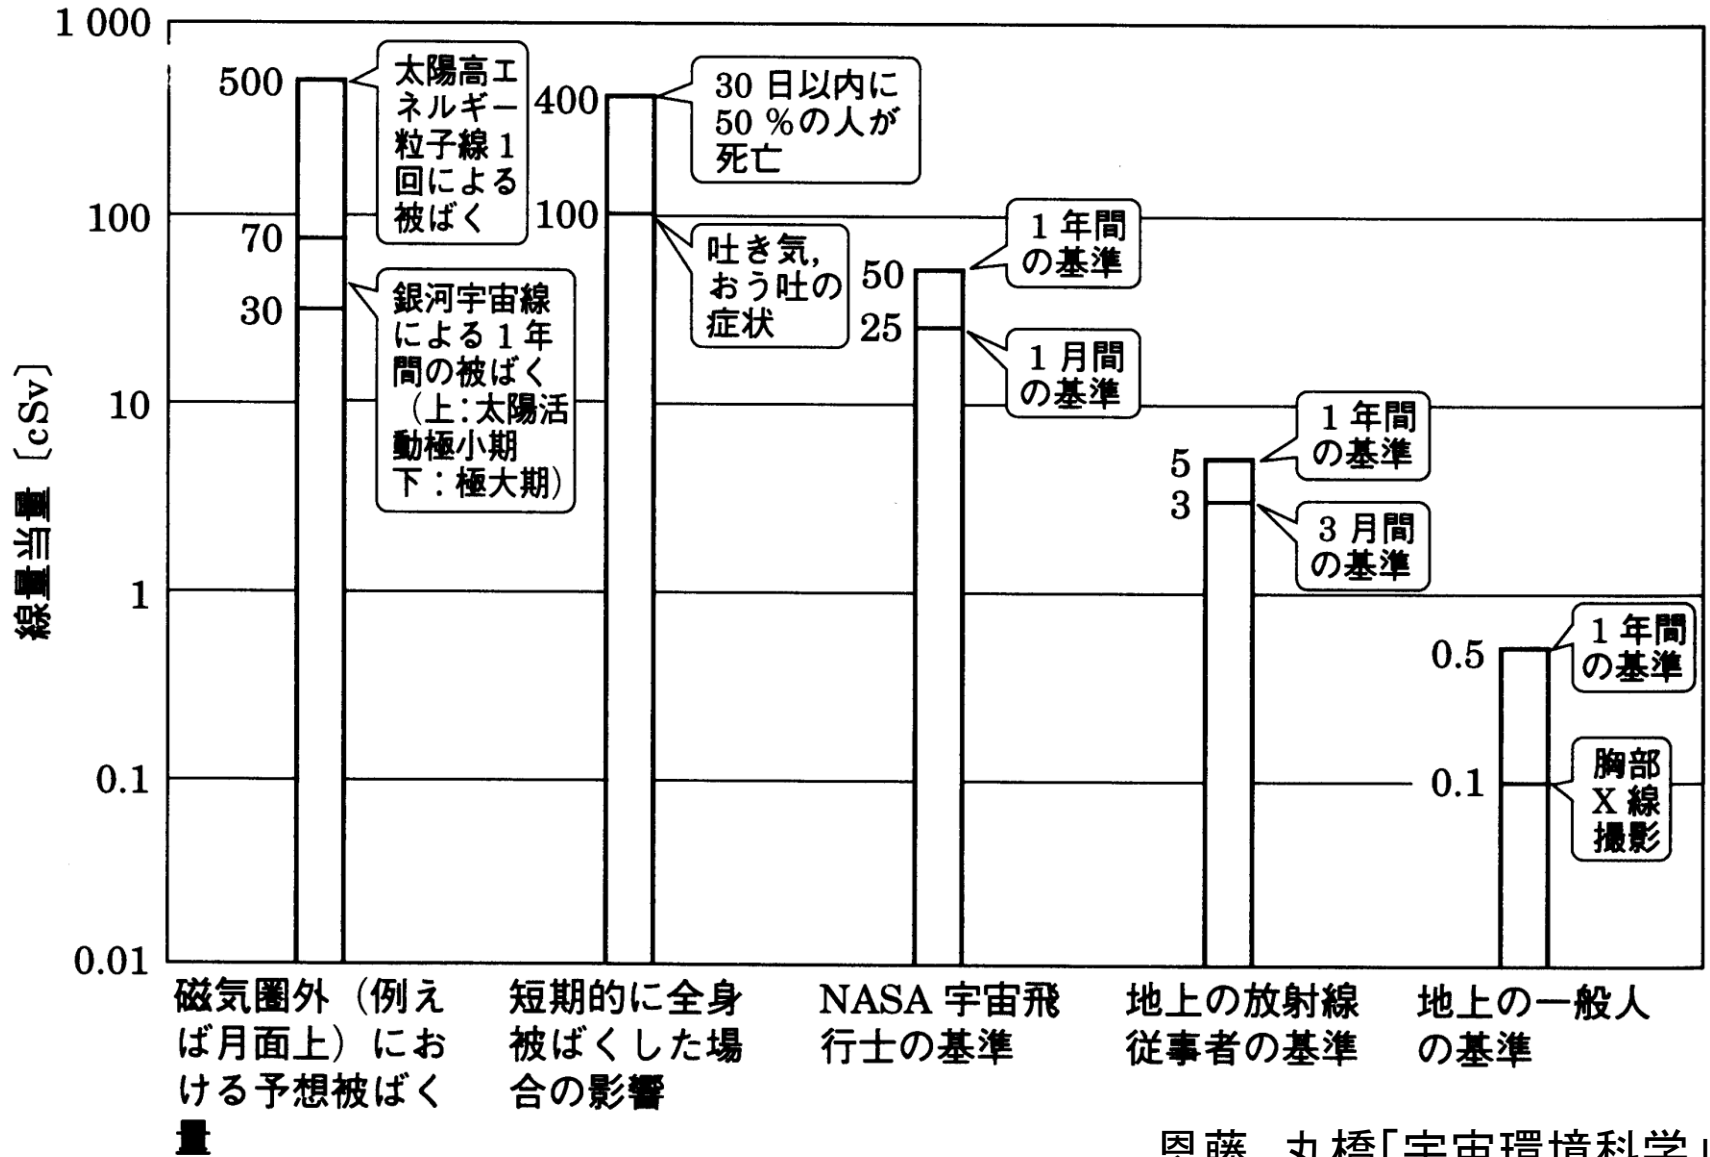 線量当量〔cSv〕
1 000
100
10
1
0.1
0.01
500
70
30
太陽高エ
ネルギー
粒子線 1
回による
被ばく
銀河宇宙線
による 1 年
間の被ばく
(上:太陽活
動極小期
下:極大期)
400
100
30 日以内に
50 %の人が
死亡
吐き気,
おう吐の
症状
50
25
1 年間
の基準
1 月間
の基準
5
3
1 年間
の基準
3 月間
の基準
0.5
0.1
1 年間
の基準
胸部
X 線
撮影
磁気圏外(例え
ば月面上)にお
ける予想被ばく
量
短期的に全身
被ばくした場
合の影響
NASA 宇宙飛
行士の基準
地上の放射線
従事者の基準
地上の一般人
の基準
恩藤、丸橋「宇宙環境科学」